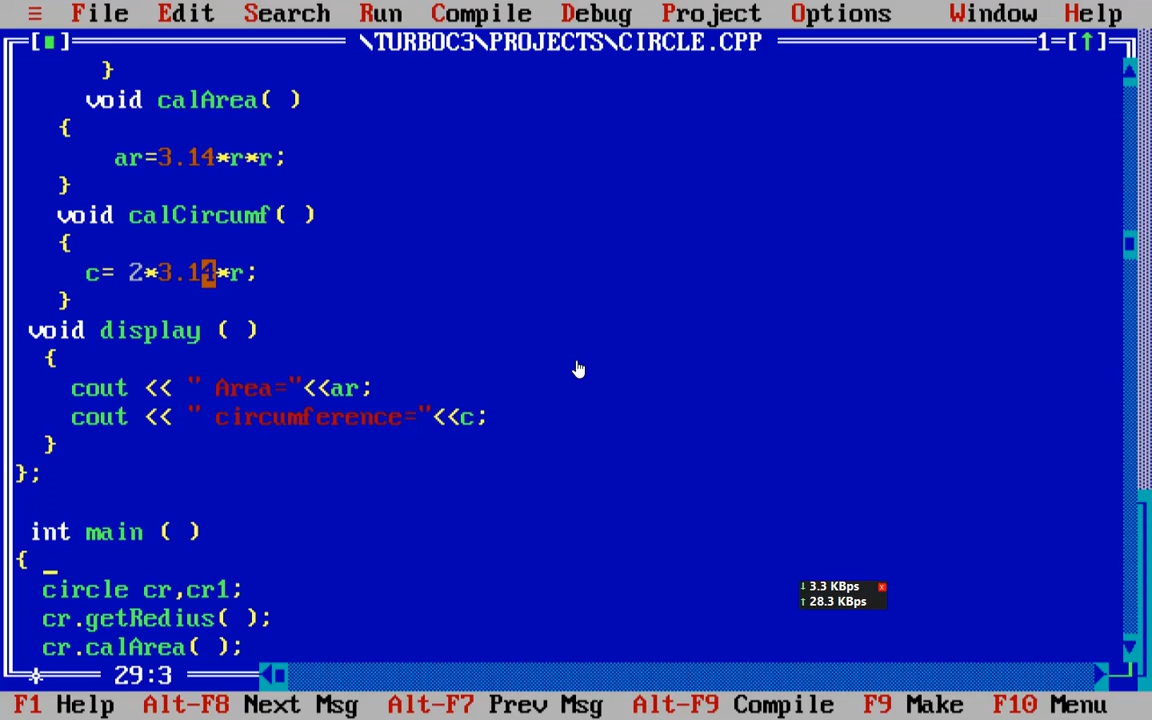 ≡ File Edit Search Run Compile Debug Project Options Window Help
[■] \TURBOC3\PROJECTS\CIRCLE.CPP 1=[↑]
}
void calArea( )
{
ar=3.14*r*r;
}
void calCircumf( )
{
c= 2*3.14*r;
}
void display ( )
{
cout << " Area="<<ar;
cout << " circumference="<<c;
}
};
int main ( )
{ _
circle cr,cr1;
↓ 3.3 KBps x
↑ 28.3 KBps
cr.getRedius( );
cr.calArea( );
29:3
F1 Help Alt-F8 Next Msg Alt-F7 Prev Msg Alt-F9 Compile F9 Make F10 Menu